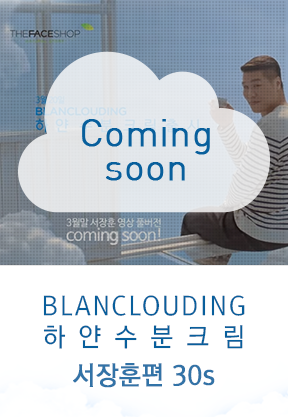 THEFACESHOP
BLANCLOUDING
Coming
soon
3월말 서장훈 영상 풀버전
coming soon!
BLANCLOUDING
하얀수분크림
서장훈편 30s